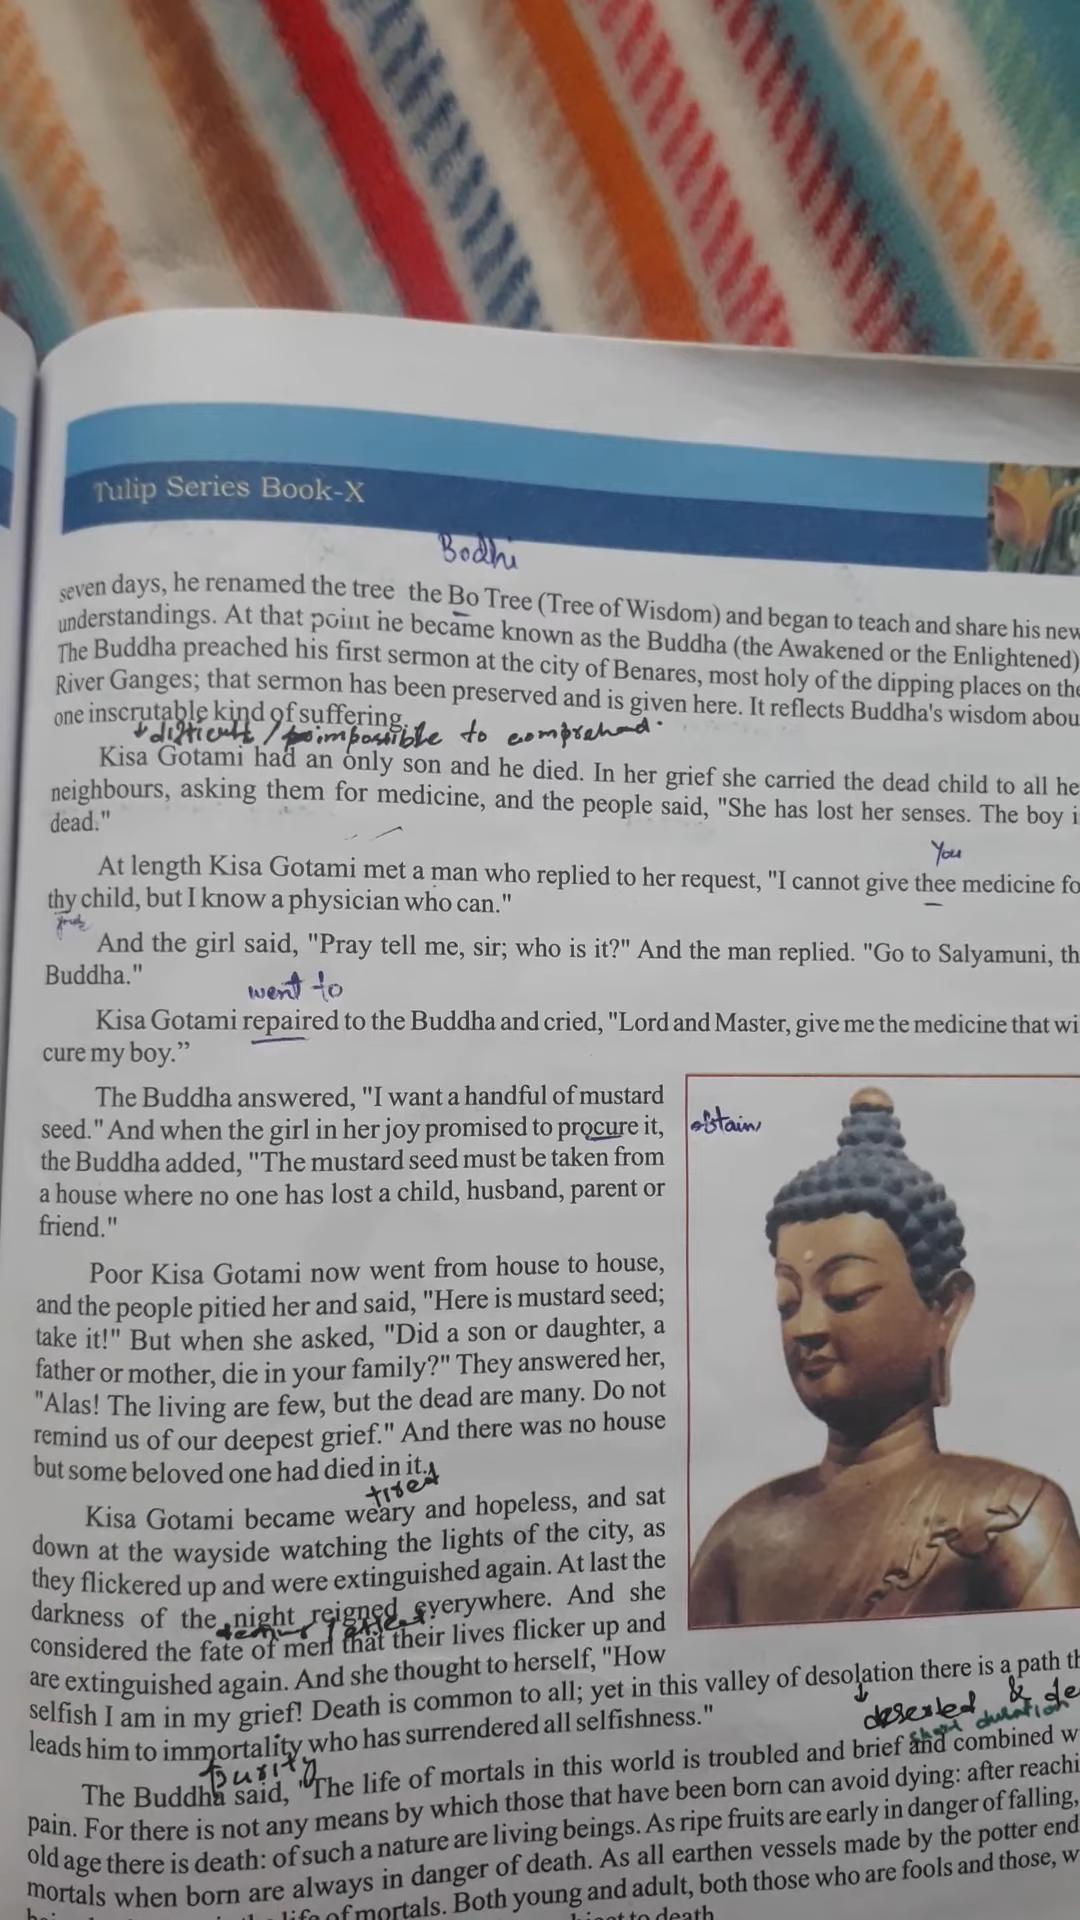 Tulip Series Book-X
Bodhi
seven days, he renamed the tree the Bo Tree (Tree of Wisdom) and began to teach and share his new
understandings. At that point he became known as the Buddha (the Awakened or the Enlightened)
The Buddha preached his first sermon at the city of Benares, most holy of the dipping places on the
River Ganges; that sermon has been preserved and is given here. It reflects Buddha's wisdom abou
one inscrutable kind of suffering.
difficult / impossible to comprehend.
Kisa Gotami had an only son and he died. In her grief she carried the dead child to all he
neighbours, asking them for medicine, and the people said, "She has lost her senses. The boy i
dead."
You
At length Kisa Gotami met a man who replied to her request, "I cannot give thee medicine fo
thy child, but I know a physician who can."
And the girl said, "Pray tell me, sir; who is it?" And the man replied. "Go to Salyamuni, th
Buddha."
went to
Kisa Gotami repaired to the Buddha and cried, "Lord and Master, give me the medicine that wi
cure my boy.”
The Buddha answered, "I want a handful of mustard
seed." And when the girl in her joy promised to procure it,
obtain
the Buddha added, "The mustard seed must be taken from
a house where no one has lost a child, husband, parent or
friend."
Poor Kisa Gotami now went from house to house,
and the people pitied her and said, "Here is mustard seed;
take it!" But when she asked, "Did a son or daughter, a
father or mother, die in your family?" They answered her,
"Alas! The living are few, but the dead are many. Do not
remind us of our deepest grief." And there was no house
but some beloved one had died in it.
tired
Kisa Gotami became weary and hopeless, and sat
down at the wayside watching the lights of the city, as
they flickered up and were extinguished again. At last the
darkness of the night reigned everywhere. And she
considered the fate of men that their lives flicker up and
are extinguished again. And she thought to herself, "How
selfish I am in my grief! Death is common to all; yet in this valley of desolation there is a path th
deserted & de
leads him to immortality who has surrendered all selfishness."
short duration
purity
The Buddha said, "The life of mortals in this world is troubled and brief and combined w
pain. For there is not any means by which those that have been born can avoid dying: after reachi
old age there is death: of such a nature are living beings. As ripe fruits are early in danger of falling,
mortals when born are always in danger of death. As all earthen vessels made by the potter end
life of mortals. Both young and adult, both those who are fools and those, w
to death